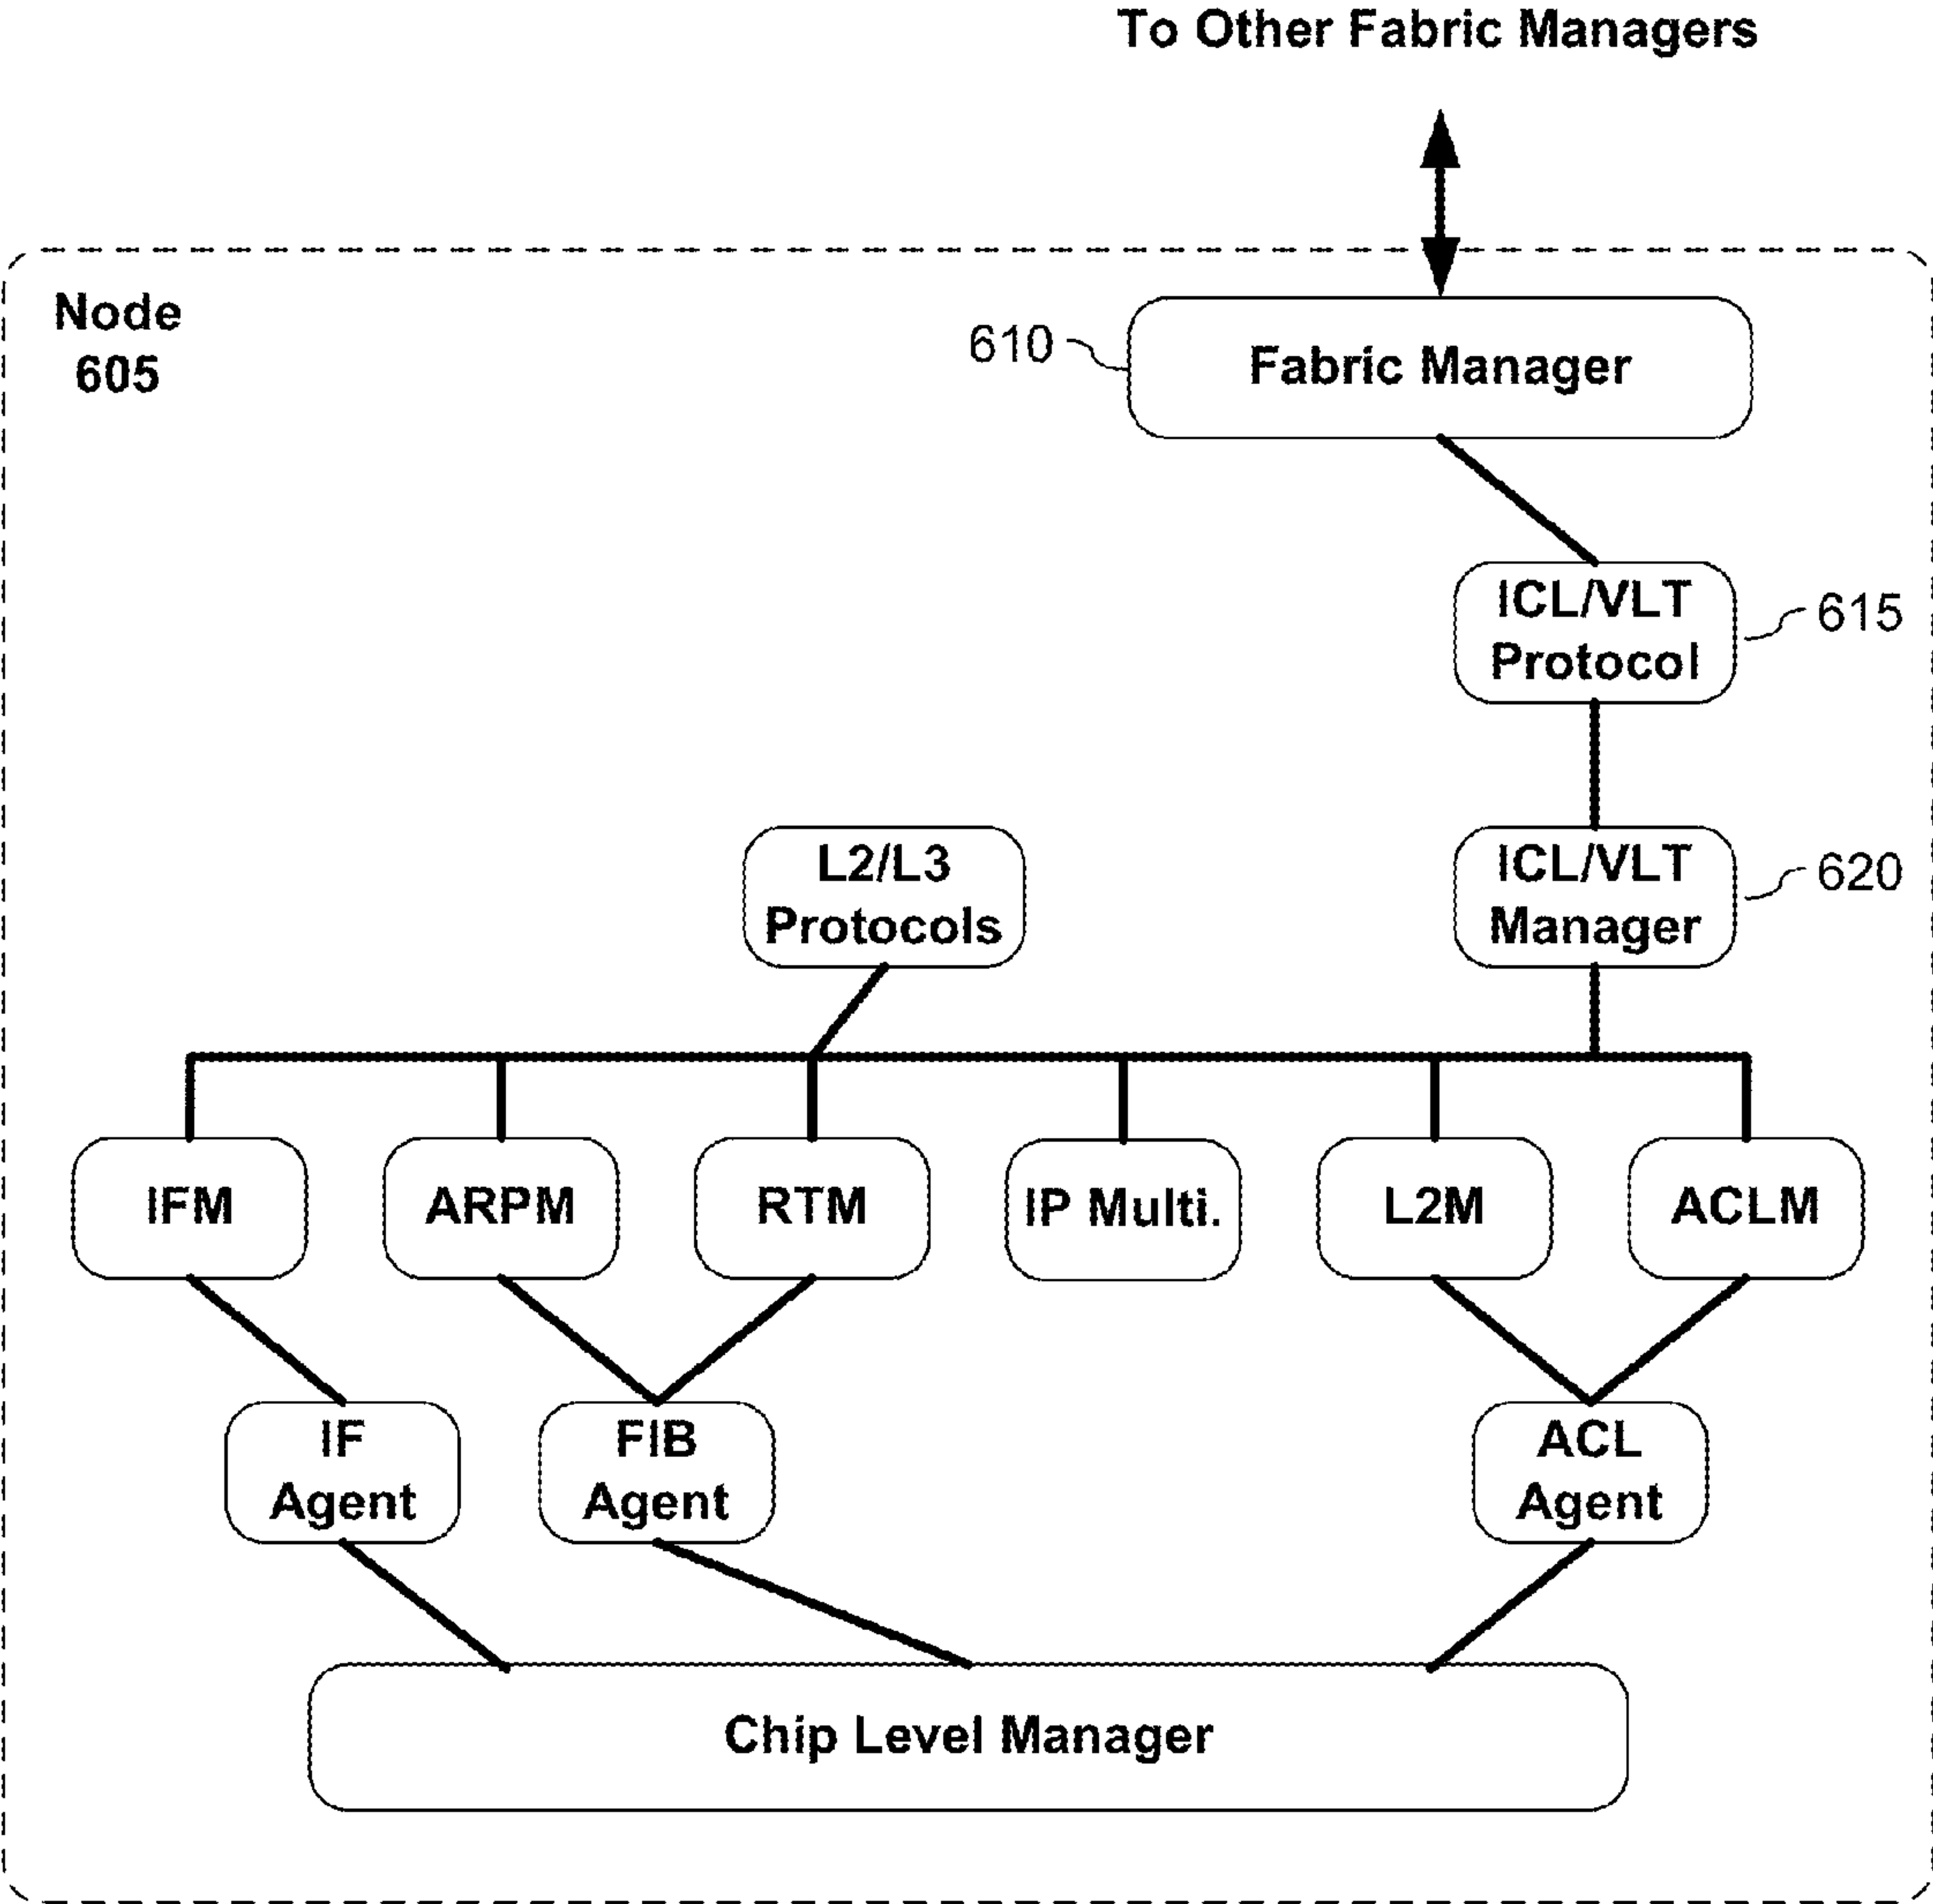 To Other Fabric Managers
Node
605
610
Fabric Manager
ICL/VLT
Protocol
615
L2/L3
Protocols
ICL/VLT
Manager
620
IFM
ARPM
RTM
IP Multi.
L2M
ACLM
IF
Agent
FIB
Agent
ACL
Agent
Chip Level Manager